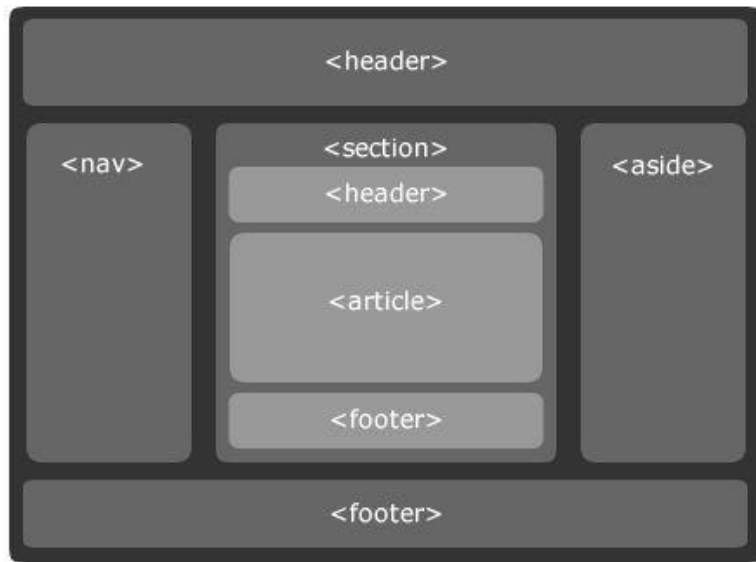 <header>
<nav>
<section>
<header>
<article>
<footer>
<aside>
<footer>